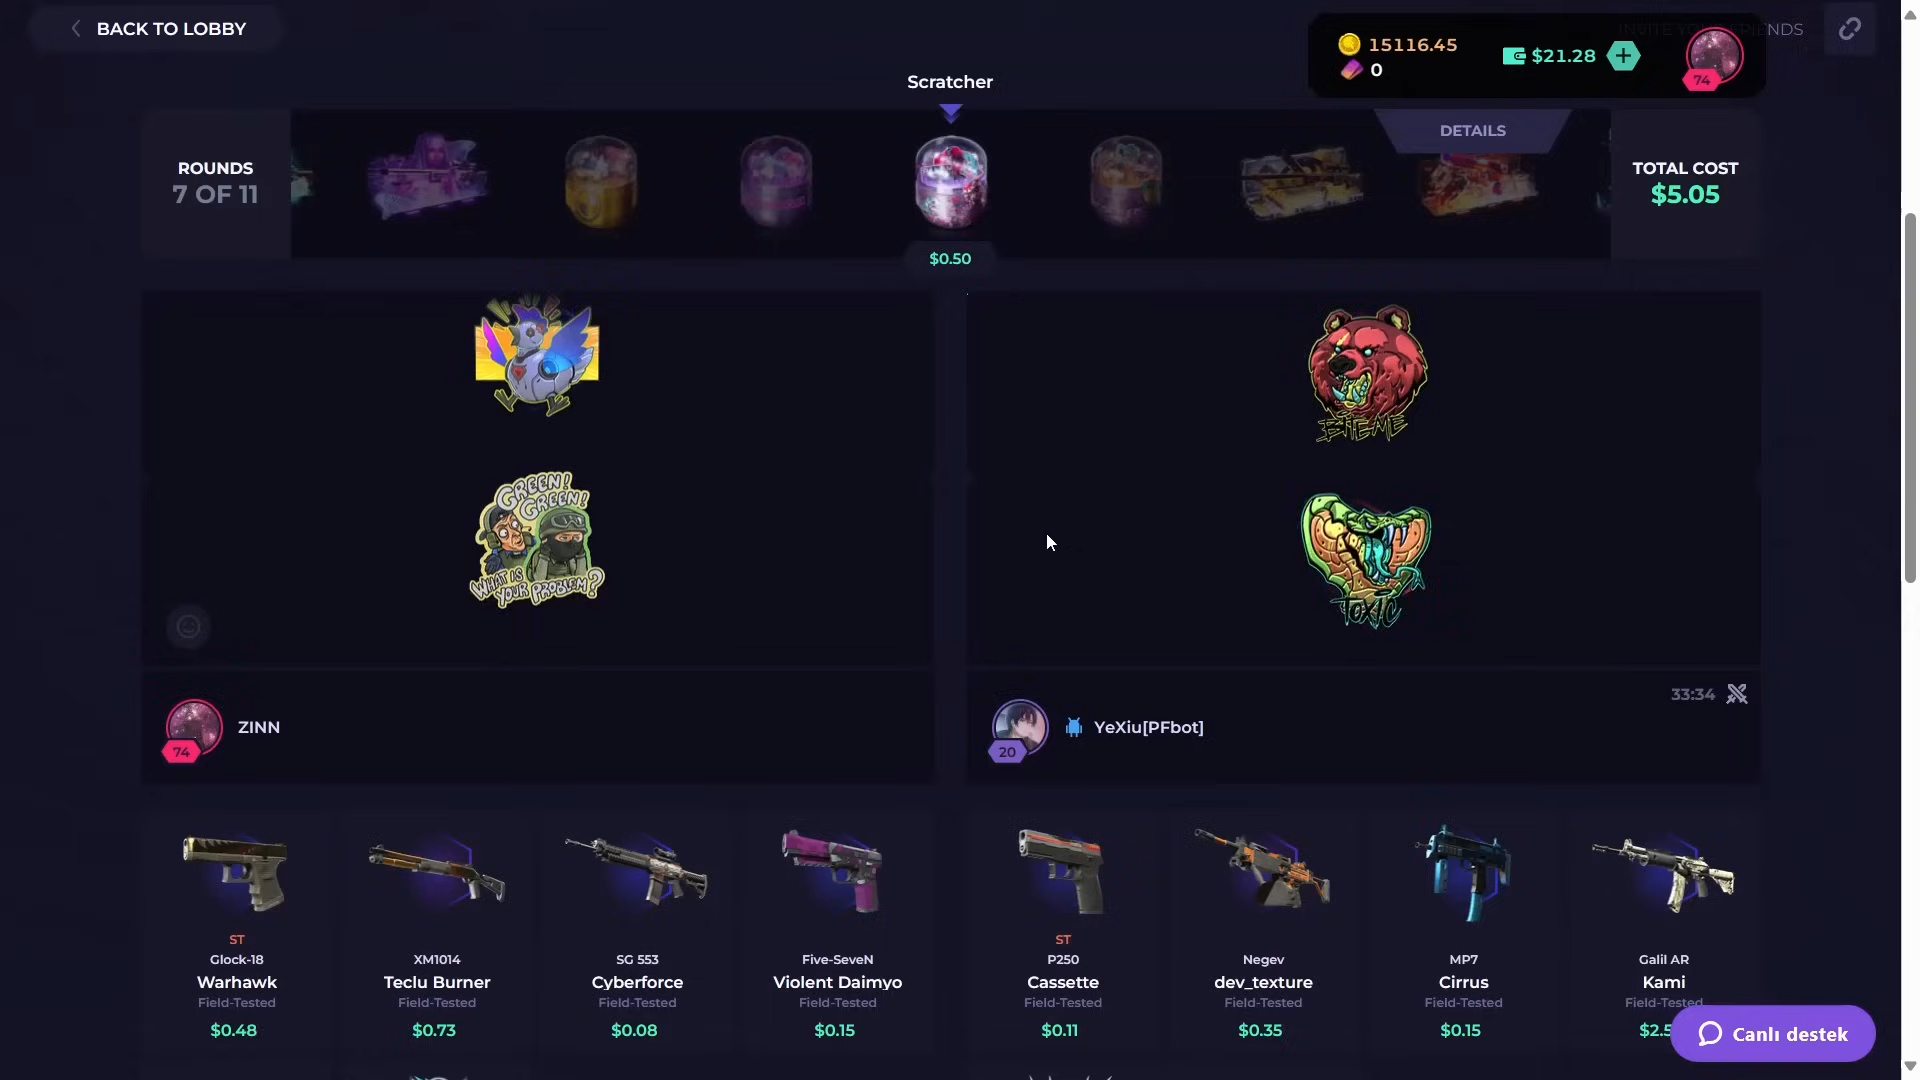 BACK TO LOBBY
15116.45
0
$21.28
74
Scratcher
ROUNDS
7 OF 11
DETAILS
TOTAL COST
$5.05
$0.50
GREEN!
GREEN!
WHAT IS
YOUR PROBLEM?
BITE ME
TOXIC
33:34
ZINN
74
YeXiu[PFbot]
20
ST
Glock-18
Warhawk
Field-Tested
$0.48
XM1014
Teclu Burner
Field-Tested
$0.73
SG 553
Cyberforce
Field-Tested
$0.08
Five-SeveN
Violent Daimyo
Field-Tested
$0.15
ST
P250
Cassette
Field-Tested
$0.11
Negev
dev_texture
Field-Tested
$0.35
MP7
Cirrus
Field-Tested
$0.15
Galil AR
Kami
Field-Tested
Canlı destek